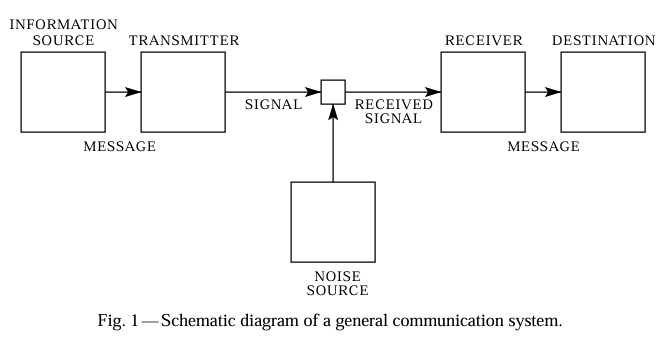 INFORMATION
SOURCE
TRANSMITTER
RECEIVER
DESTINATION
SIGNAL
RECEIVED
SIGNAL
MESSAGE
MESSAGE
NOISE
SOURCE
Fig. 1—Schematic diagram of a general communication system.